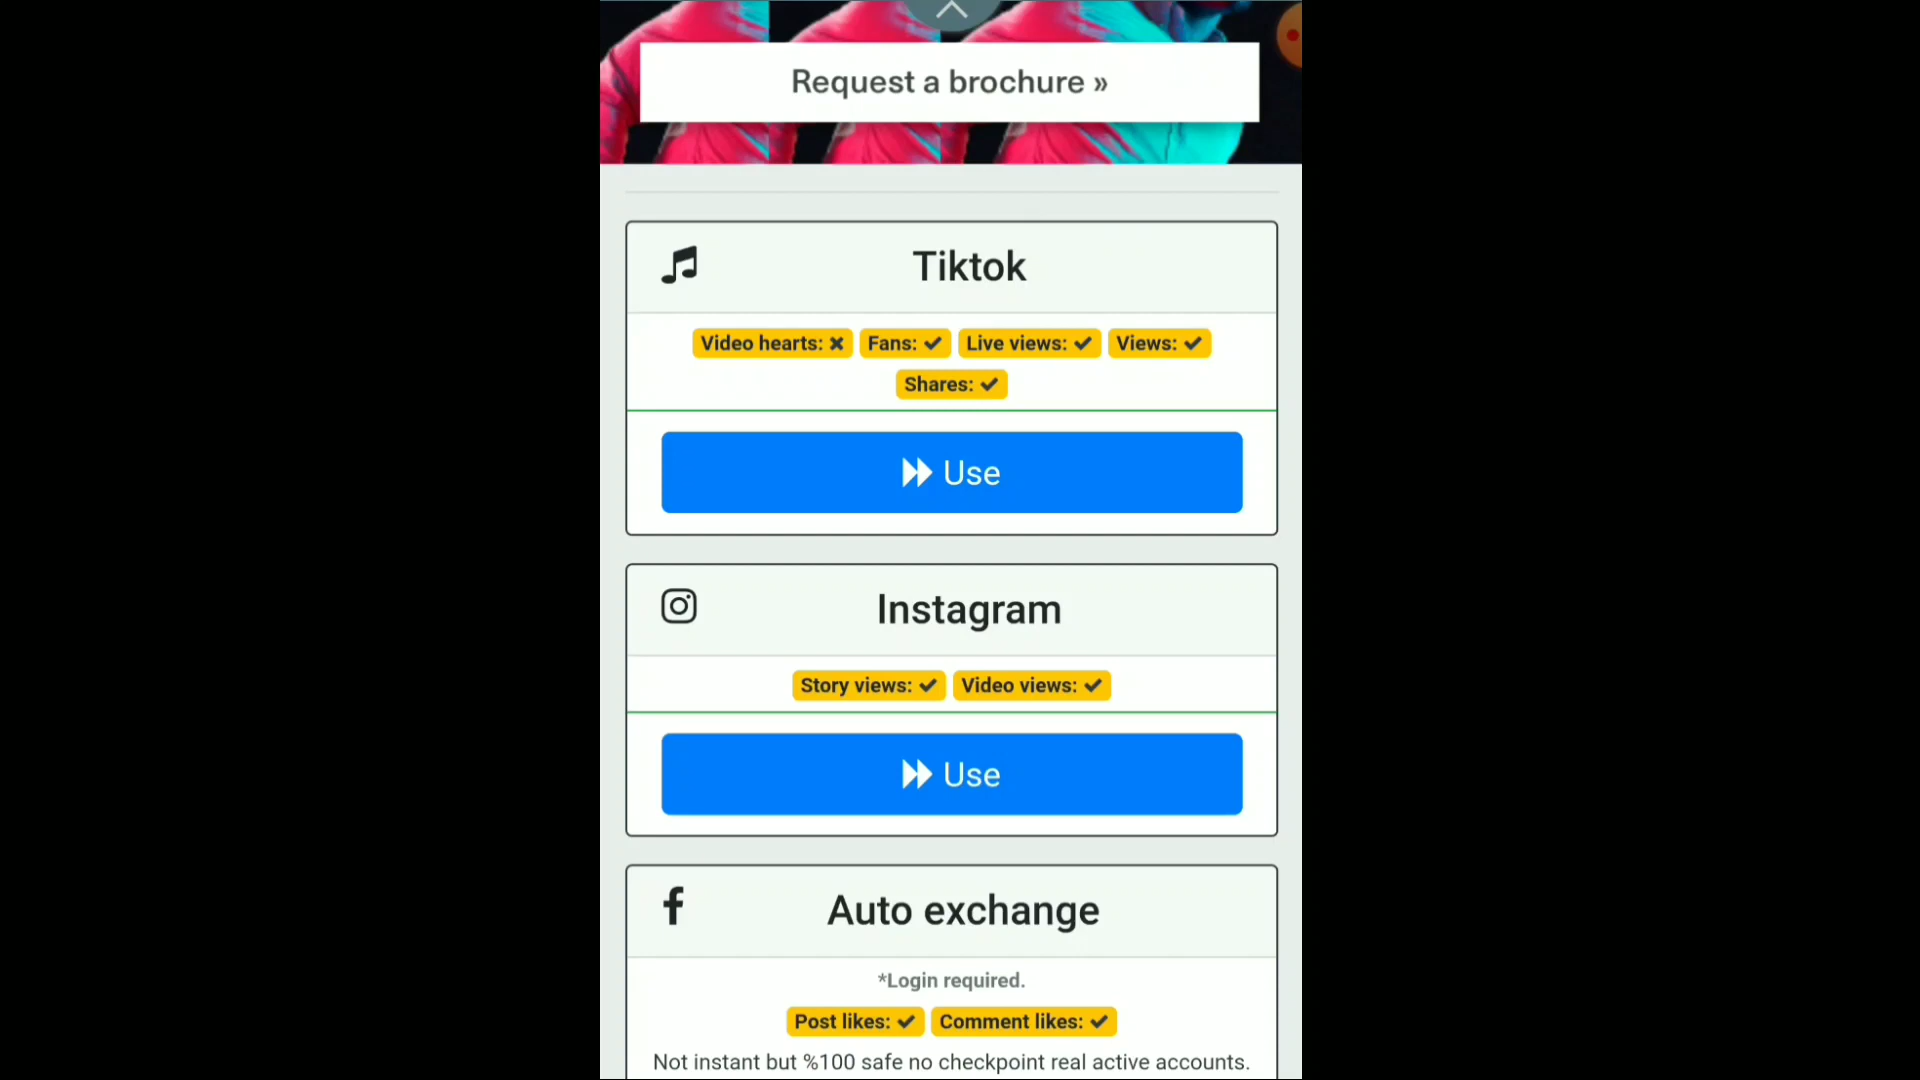 Request a brochure »
Tiktok
Video hearts: ✖ Fans: ✔ Live views: ✔ Views: ✔
Shares: ✔
Use
Instagram
Story views: ✔ Video views: ✔
Use
Auto exchange
*Login required.
Post likes: ✔ Comment likes: ✔
Not instant but %100 safe no checkpoint real active accounts.